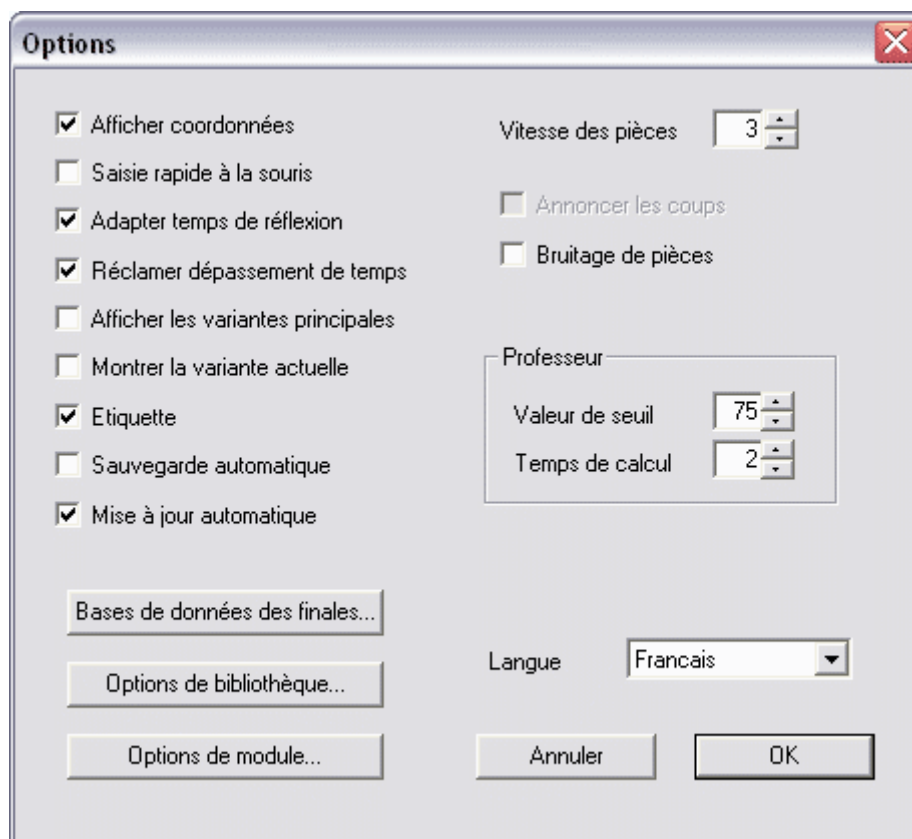 Options
Afficher coordonnées
Saisie rapide à la souris
Adapter temps de réflexion
Réclamer dépassement de temps
Afficher les variantes principales
Montrer la variante actuelle
Etiquette
Sauvegarde automatique
Mise à jour automatique
Vitesse des pièces 3
Annoncer les coups
Bruitage de pièces
Professeur
Valeur de seuil 75
Temps de calcul 2
Bases de données des finales...
Options de bibliothèque...
Options de module...
Langue Francais
Annuler OK